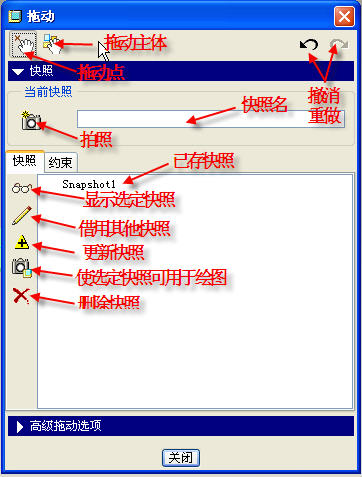 拖动
拖动主体
拖动点
撤消
重做
快照
当前快照
快照名
拍照
快照
约束
已存快照
Snapshot1
显示选定快照
借用其他快照
更新快照
使选定快照可用于绘图
删除快照
高级拖动选项
关闭